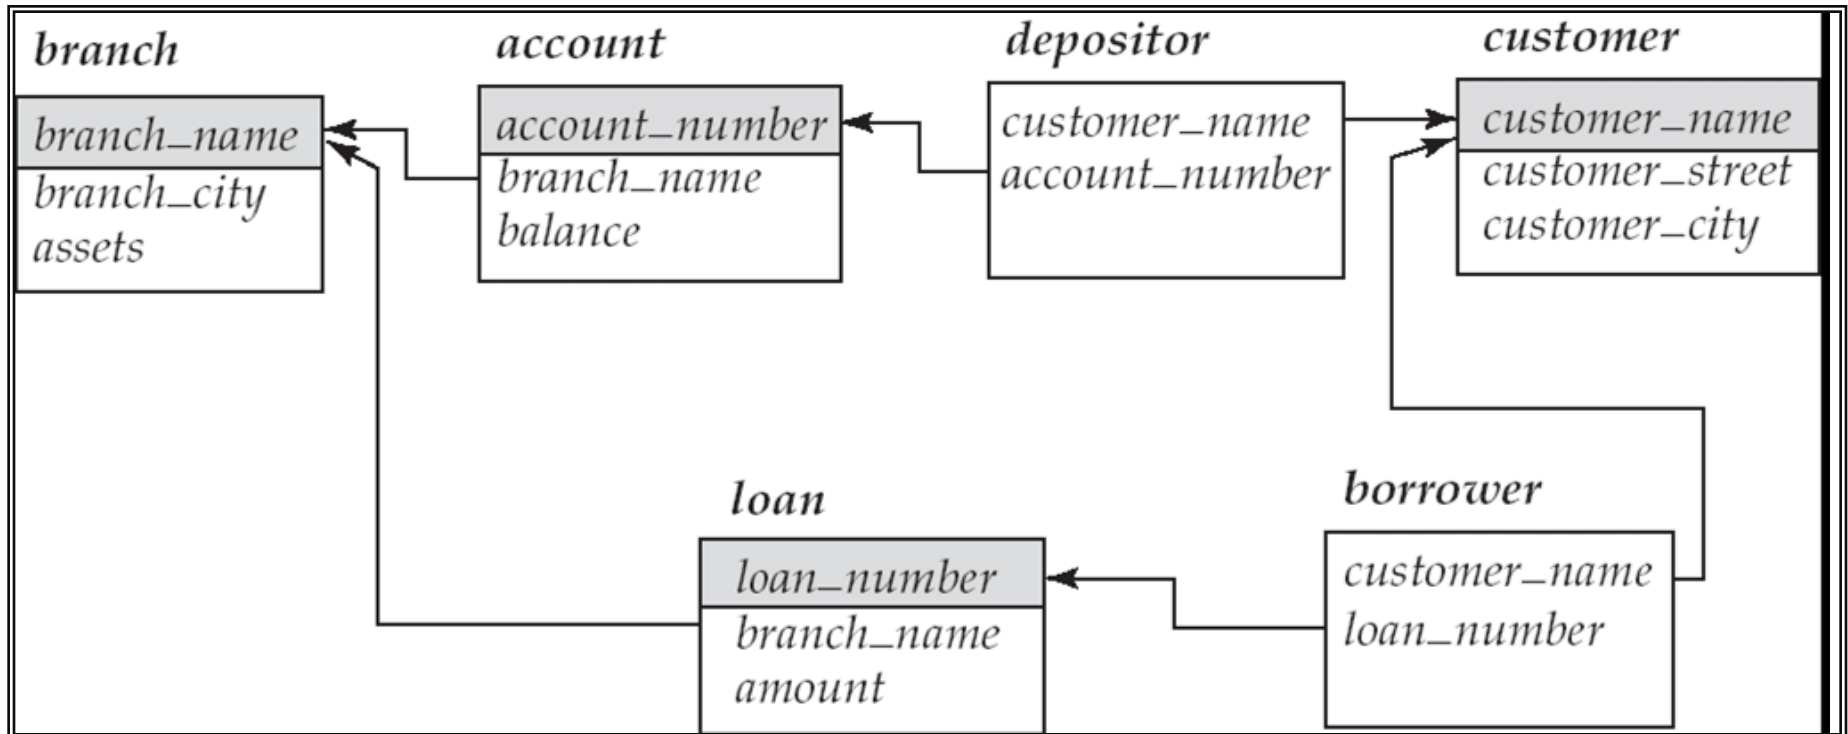 branch
branch_name
branch_city
assets
account
account_number
branch_name
balance
depositor
customer_name
account_number
customer
customer_name
customer_street
customer_city
loan
loan_number
branch_name
amount
borrower
customer_name
loan_number